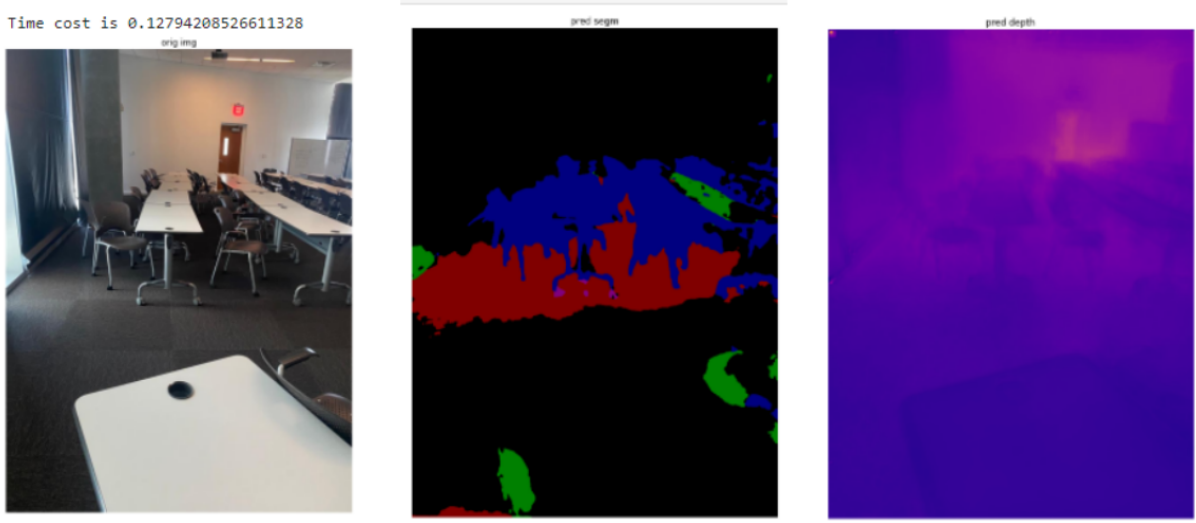 Time cost is 0.12794208526611328
orig img
pred segm
pred depth